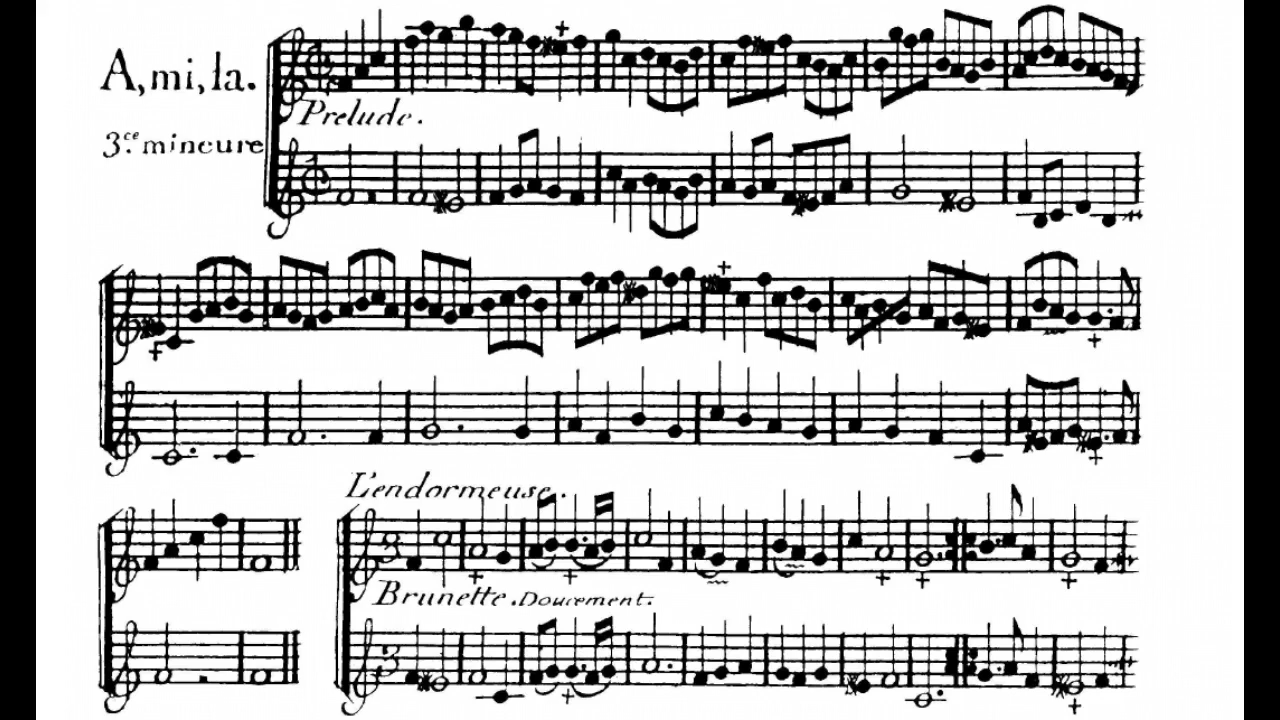 A, mi, la.
Prelude.
3.ce mineure
L'endormeuse.
Brunette. Doucement.